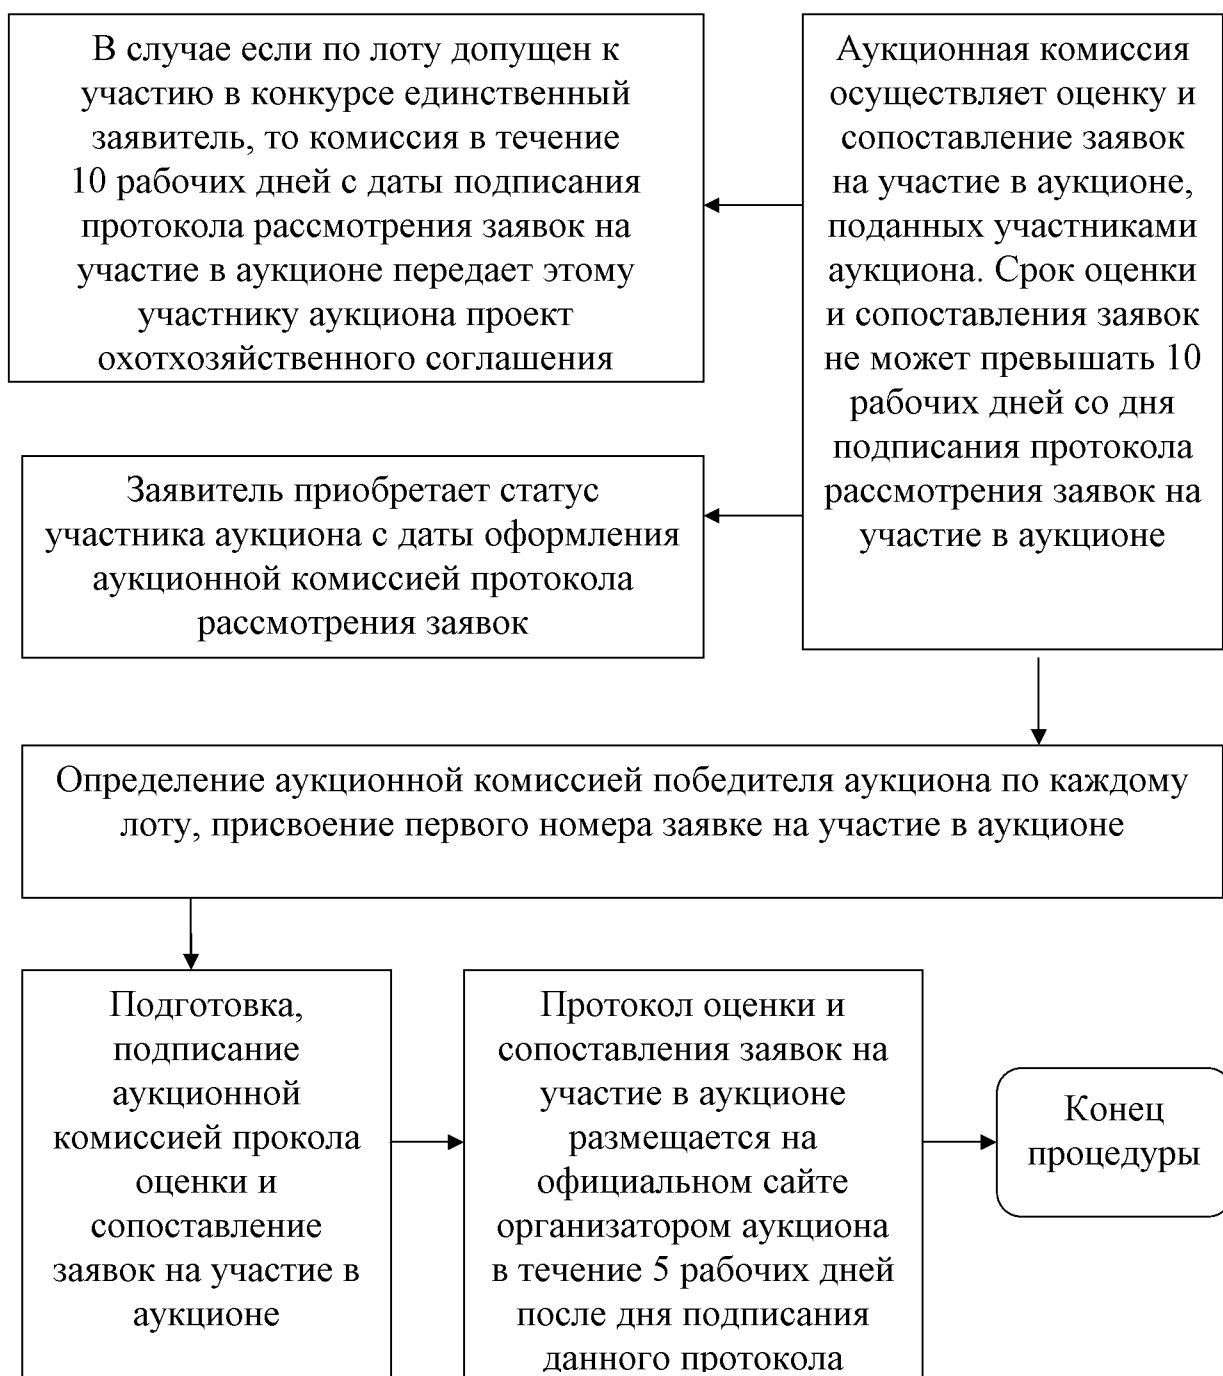 В случае если по лоту допущен к
участию в конкурсе единственный
заявитель, то комиссия в течение
10 рабочих дней с даты подписания
протокола рассмотрения заявок на
участие в аукционе передает этому
участнику аукциона проект
охотхозяйственного соглашения
Аукционная комиссия
осуществляет оценку и
сопоставление заявок
на участие в аукционе,
поданных участниками
аукциона. Срок оценки
и сопоставления заявок
не может превышать 10
рабочих дней со дня
подписания протокола
рассмотрения заявок на
участие в аукционе
Заявитель приобретает статус
участника аукциона с даты оформления
аукционной комиссией протокола
рассмотрения заявок
Определение аукционной комиссией победителя аукциона по каждому
лоту, присвоение первого номера заявке на участие в аукционе
Подготовка,
подписание
аукционной
комиссией прокола
оценки и
сопоставление
заявок на участие в
аукционе
Протокол оценки и
сопоставления заявок на
участие в аукционе
размещается на
официальном сайте
организатором аукциона
в течение 5 рабочих дней
после дня подписания
данного протокола
Конец
процедуры